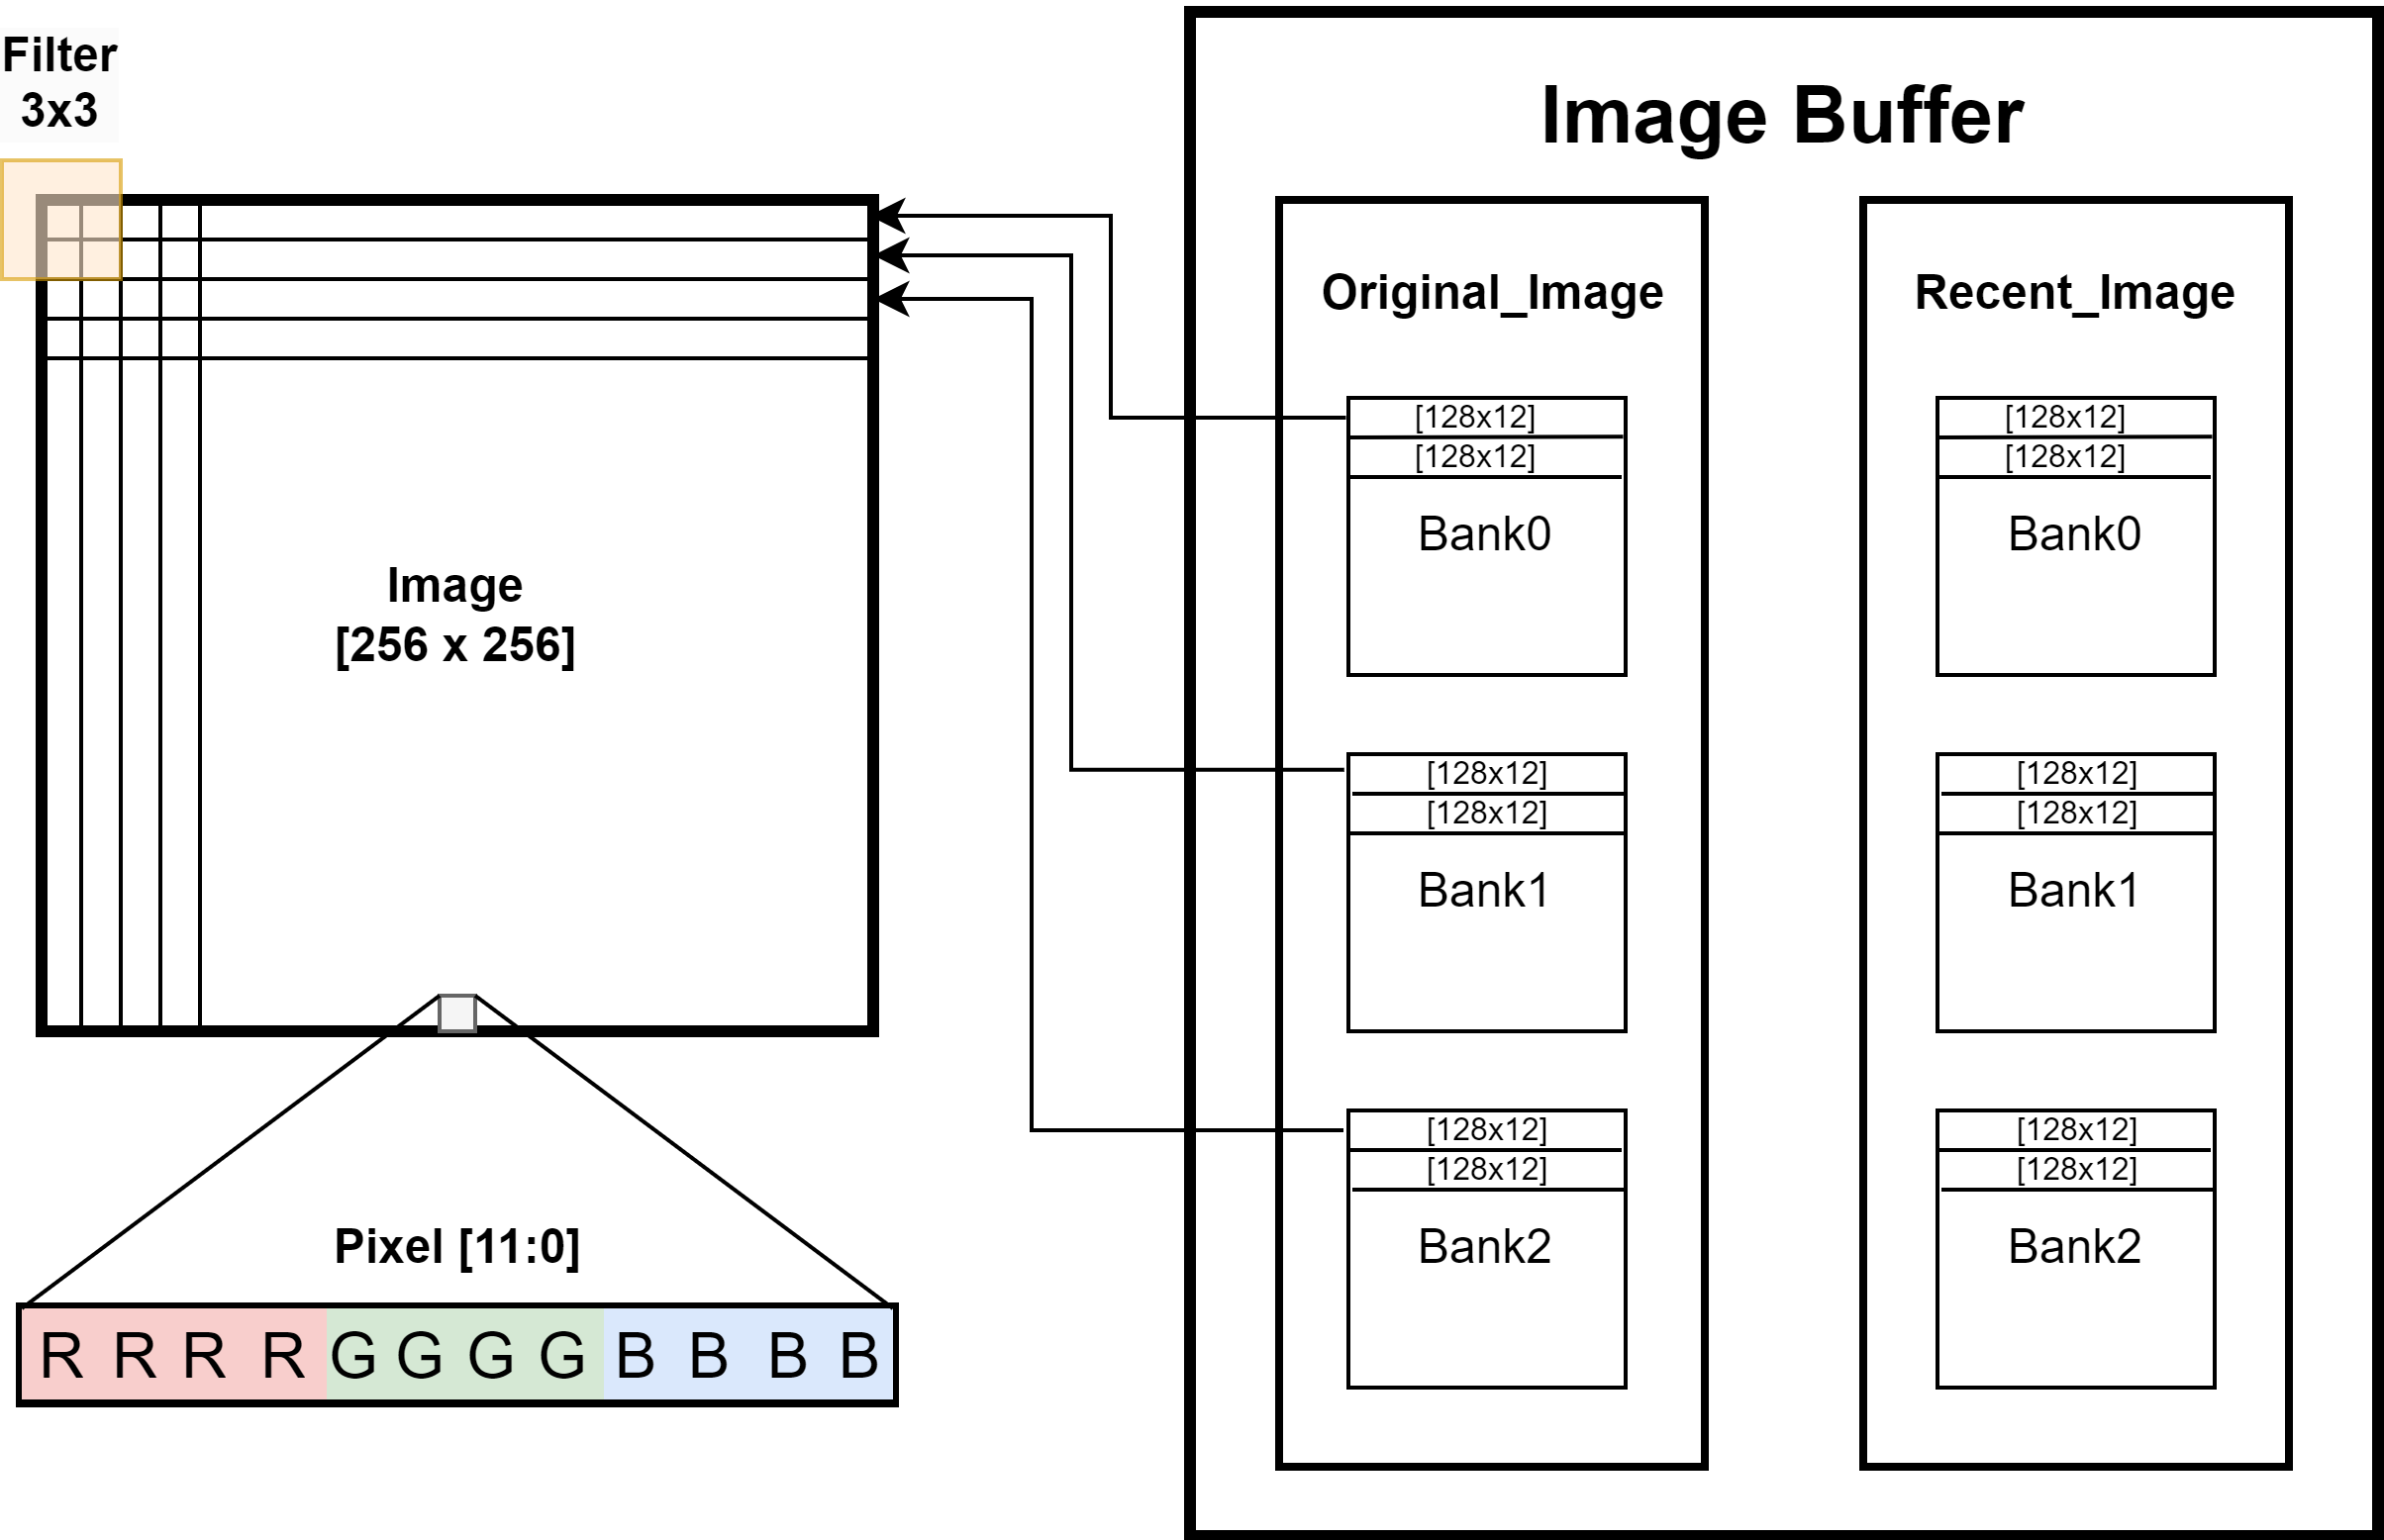 Filter
3x3
Image
[256 x 256]
Pixel [11:0]
R R R R G G G G B B B B
Image Buffer
Original_Image
[128x12]
[128x12]
Bank0
[128x12]
[128x12]
Bank1
[128x12]
[128x12]
Bank2
Recent_Image
[128x12]
[128x12]
Bank0
[128x12]
[128x12]
Bank1
[128x12]
[128x12]
Bank2